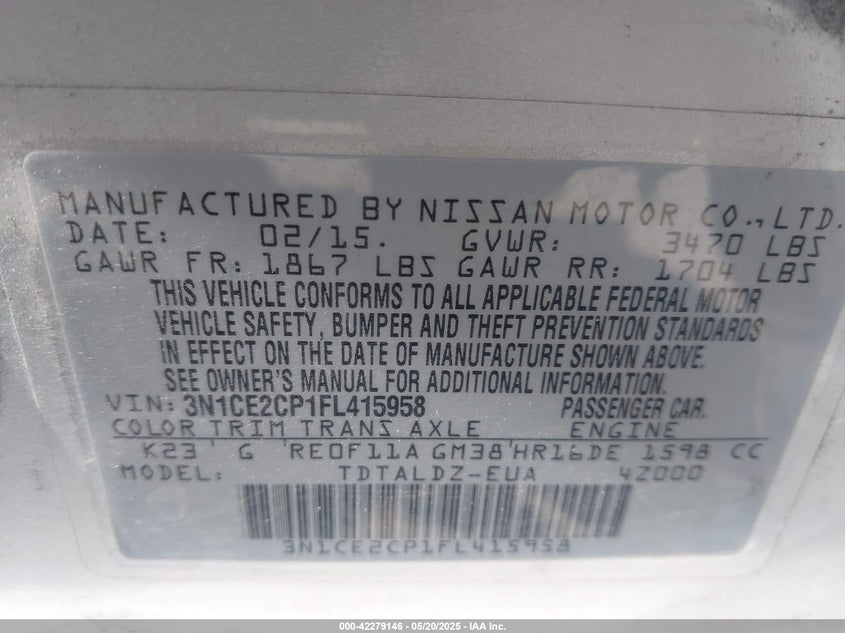 MANUFACTURED BY NISSAN MOTOR CO., LTD.
DATE: 02/15. GVWR: 3470 LBS
GAWR FR: 1867 LBS GAWR RR: 1704 LBS
THIS VEHICLE CONFORMS TO ALL APPLICABLE FEDERAL MOTOR
VEHICLE SAFETY, BUMPER AND THEFT PREVENTION STANDARDS
IN EFFECT ON THE DATE OF MANUFACTURE SHOWN ABOVE.
SEE OWNER'S MANUAL FOR ADDITIONAL INFORMATION.
VIN: 3N1CE2CP1FL415958 PASSENGER CAR.
COLOR TRIM TRANS AXLE ENGINE
K23 G RE0F11A GM38 HR16DE 1598 CC
MODEL: TDTALDZ-EUA 4Z000
3N1CE2CP1FL415958
000-42279146 - 05/20/2025 - IAA Inc.